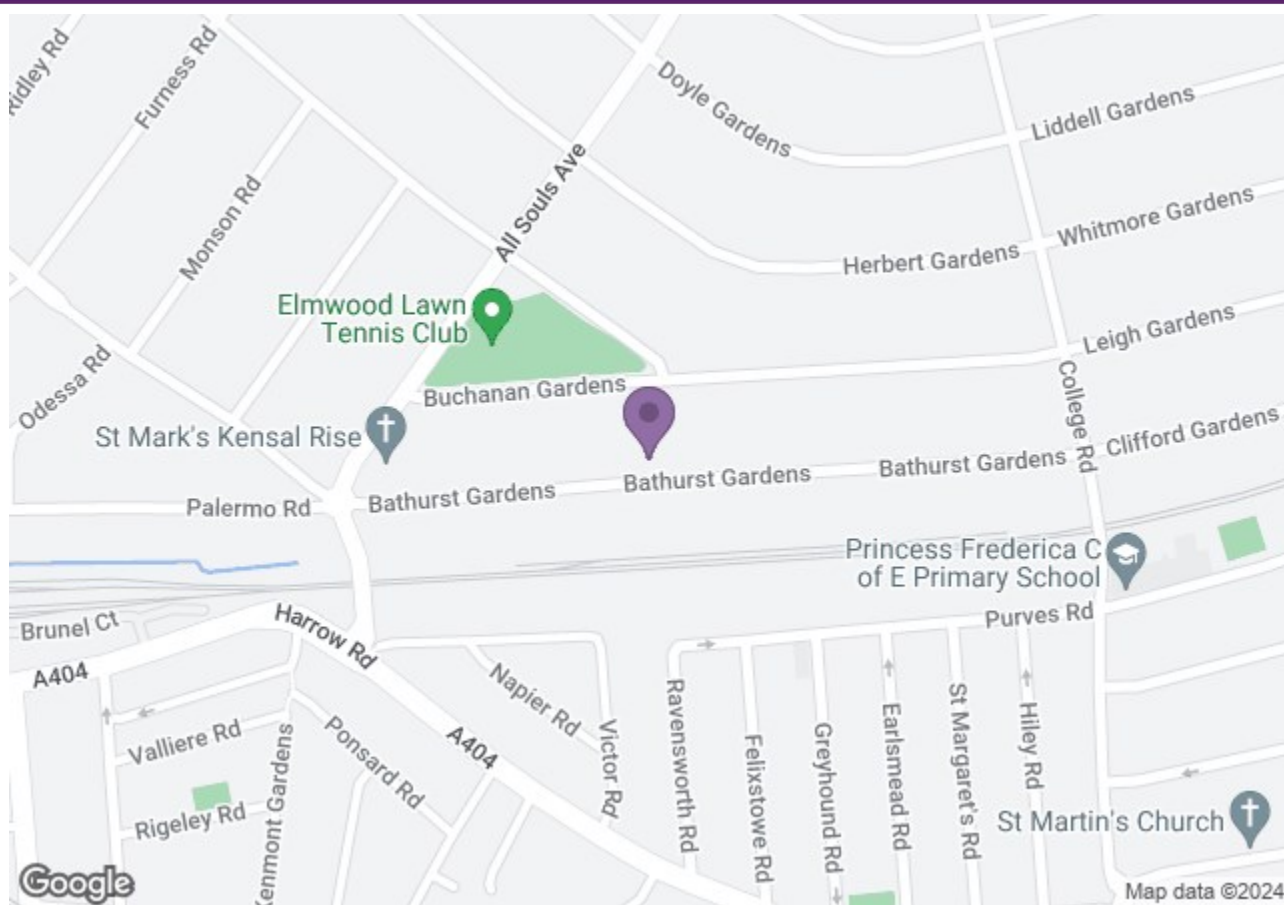 Ridley Rd
Furness Rd
Doyle Gardens
Liddell Gardens
Monson Rd
All Souls Ave
Whitmore Gardens
Herbert Gardens
Elmwood Lawn
Tennis Club
Leigh Gardens
Odessa Rd
Buchanan Gardens
College Rd
St Mark's Kensal Rise
Clifford Gardens
Bathurst Gardens
Bathurst Gardens
Bathurst Gardens
Palermo Rd
Princess Frederica C
of E Primary School
Brunel Ct
Harrow Rd
Purves Rd
A404
Napier Rd
Victor Rd
Ravensworth Rd
Felixstowe Rd
Greyhound Rd
Earlsmead Rd
St Margaret's Rd
Hiley Rd
Valliere Rd
Kenmont Gardens
Ponsard Rd
A404
Rigeley Rd
St Martin's Church
Google
Map data ©2024